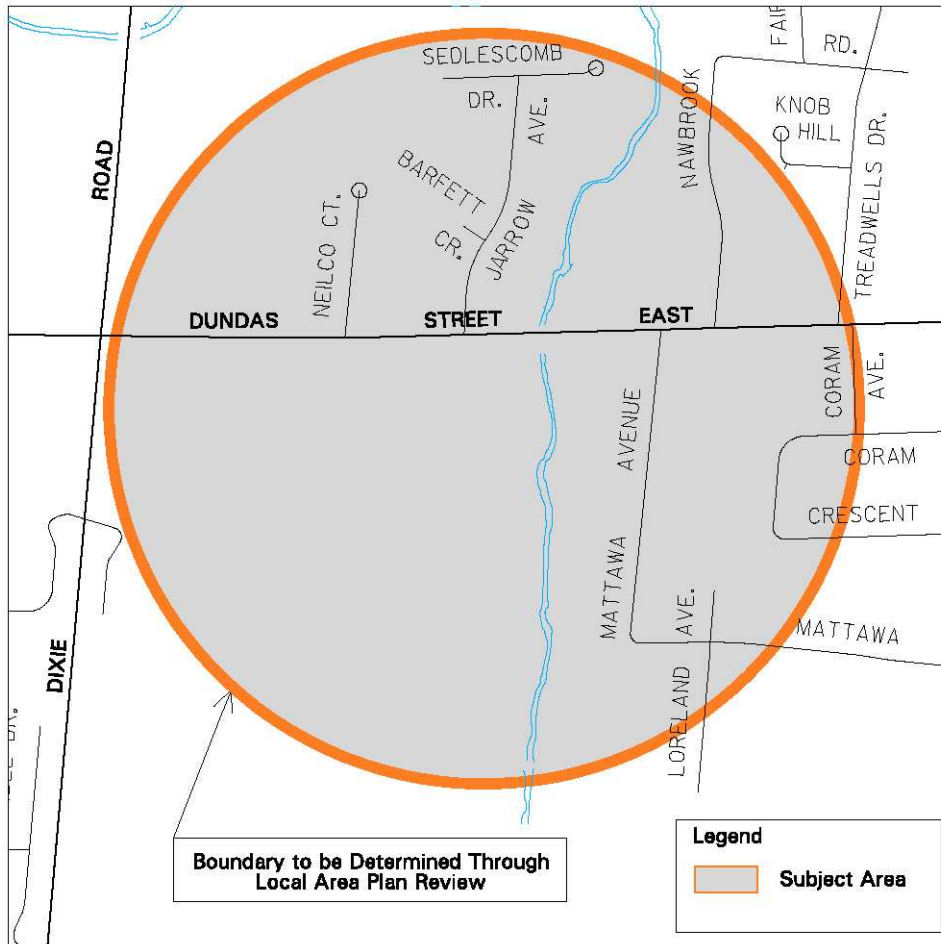 SEDLESCOMB
DR.
AVE.
FAIR
RD.
KNOB
HILL
NAWBROOK
TREADWELLS DR.
ROAD
BARFETT
CR.
JARROW
NEILCO CT.
DUNDAS STREET EAST
CORAM
AVE.
AVENUE
MATTAWA
CORAM
CRESCENT
MATTAWA
AVE.
LORELAND
DIXIE
DR.
Boundary to be Determined Through
Local Area Plan Review
Legend
Subject Area